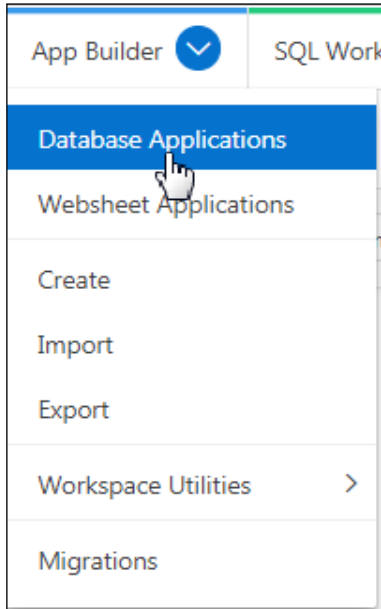 App Builder SQL Work
Database Applications
Websheet Applications
Create
Import
Export
Workspace Utilities
Migrations